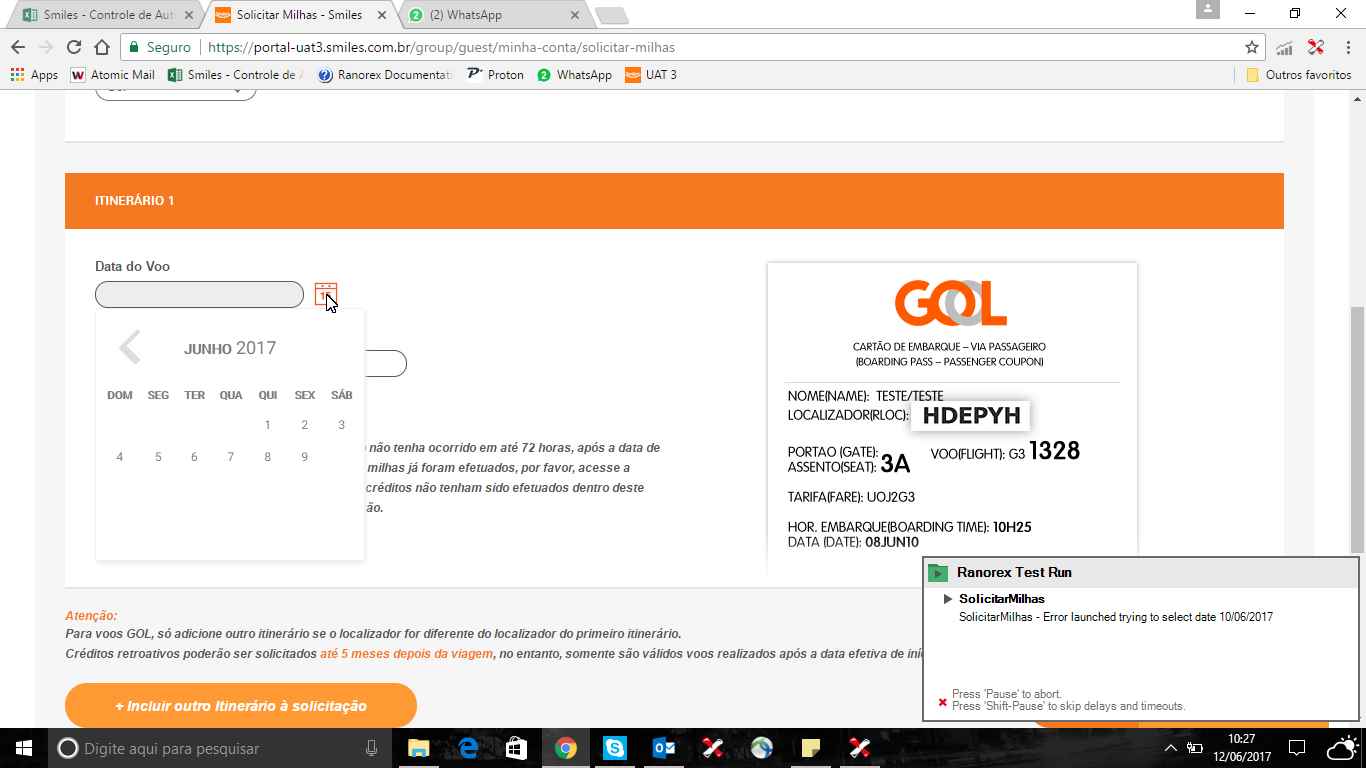 Smiles - Controle de Aut
Solicitar Milhas - Smiles
(2) WhatsApp
Seguro
https://portal-uat3.smiles.com.br/group/guest/minha-conta/solicitar-milhas
Apps
Atomic Mail
Smiles - Controle de A
Ranorex Documentat
Proton
WhatsApp
UAT 3
Outros favoritos
ITINERÁRIO 1
Data do Voo
15
JUNHO 2017
DOM SEG TER QUA QUI SEX SÁB
1 2 3
4 5 6 7 8 9
não tenha ocorrido em até 72 horas, após a data de
milhas já foram efetuados, por favor, acesse a
créditos não tenham sido efetuados dentro deste
ão.
GOL
CARTÃO DE EMBARQUE – VIA PASSAGEIRO
(BOARDING PASS – PASSENGER COUPON)
NOME(NAME): TESTE/TESTE
LOCALIZADOR(RLOC): HDEPYH
PORTAO (GATE):
ASSENTO(SEAT): 3A
VOO(FLIGHT): G3 1328
TARIFA(FARE): UOJ2G3
HOR. EMBARQUE(BOARDING TIME): 10H25
DATA (DATE): 08JUN10
Atenção:
Para voos GOL, só adicione outro itinerário se o localizador for diferente do localizador do primeiro itinerário.
Créditos retroativos poderão ser solicitados até 5 meses depois da viagem, no entanto, somente são válidos voos realizados após a data efetiva de iní
+ Incluir outro Itinerário à solicitação
Ranorex Test Run
SolicitarMilhas
SolicitarMilhas - Error launched trying to select date 10/06/2017
Press 'Pause' to abort.
Press 'Shift-Pause' to skip delays and timeouts.
Digite aqui para pesquisar
10:27
12/06/2017